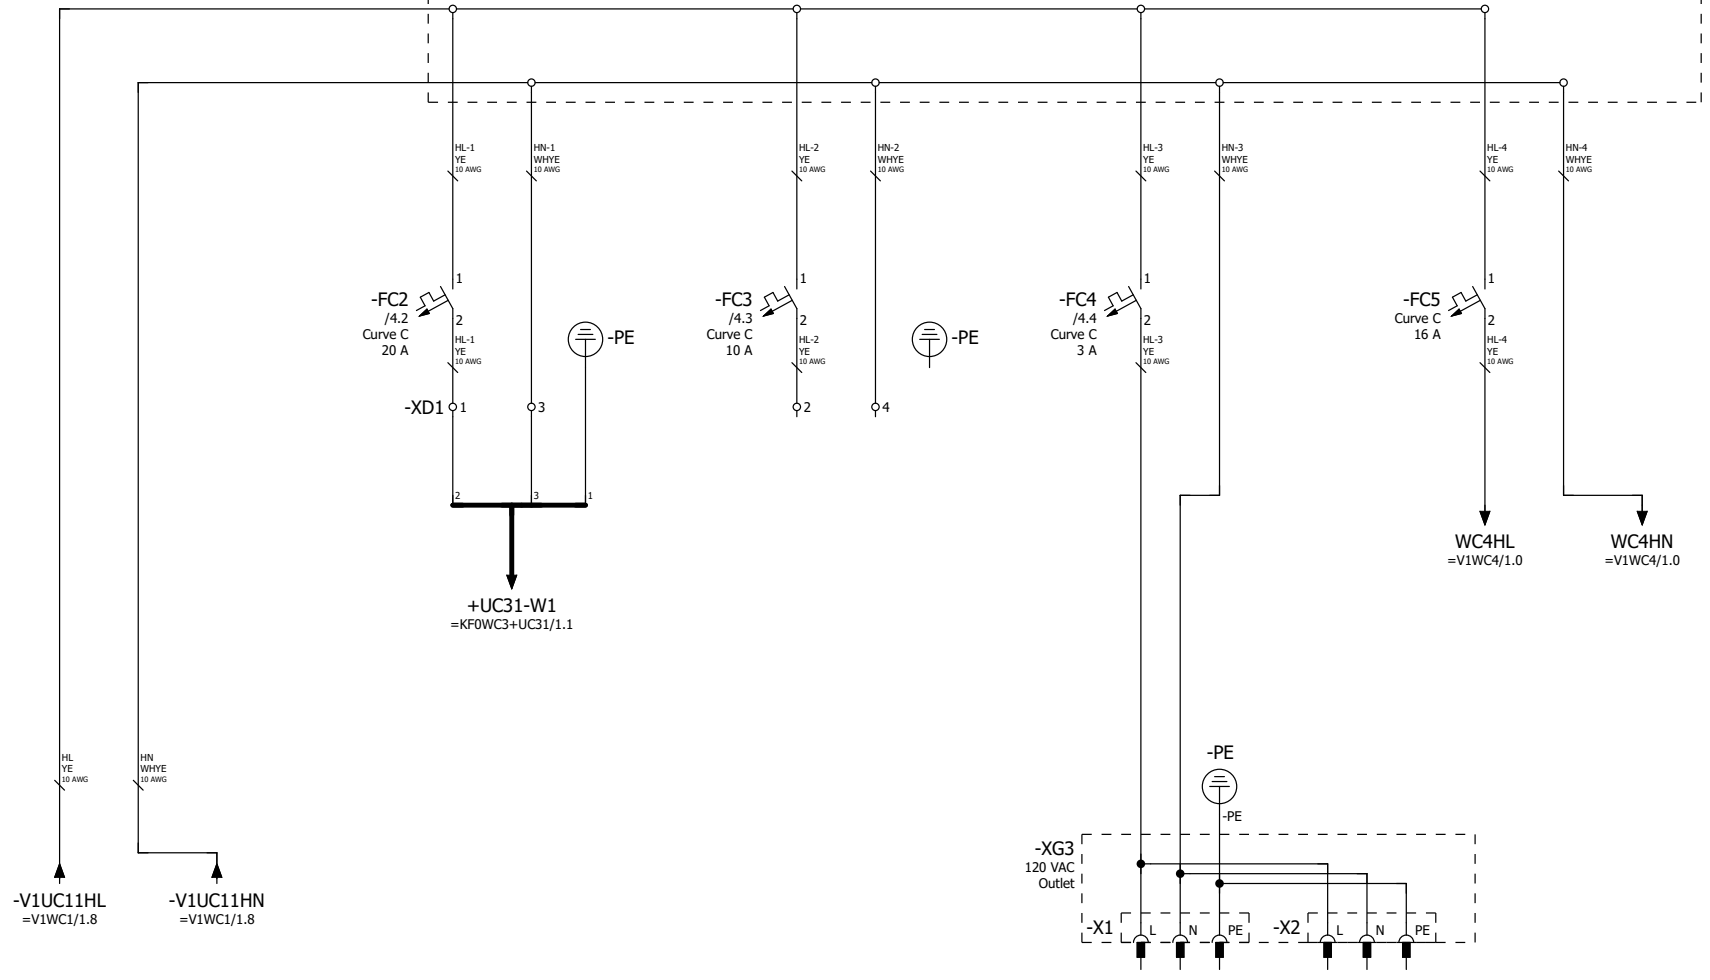 HL-1
YE
10 AWG
HN-1
WHYE
10 AWG
HL-2
YE
10 AWG
HN-2
WHYE
10 AWG
HL-3
YE
10 AWG
HN-3
WHYE
10 AWG
HL-4
YE
10 AWG
HN-4
WHYE
10 AWG
1
-FC2
/4.2
Curve C
20 A
2
HL-1
YE
10 AWG
-PE
1
-FC3
/4.3
Curve C
10 A
2
HL-2
YE
10 AWG
-PE
1
-FC4
/4.4
Curve C
3 A
2
HL-3
YE
10 AWG
1
-FC5
Curve C
16 A
2
HL-4
YE
10 AWG
-XD1
1
3
2
4
2
3
1
+UC31-W1
=KF0WC3+UC31/1.1
WC4HL
=V1WC4/1.0
WC4HN
=V1WC4/1.0
HL
YE
10 AWG
HN
WHYE
10 AWG
-V1UC11HL
=V1WC1/1.8
-V1UC11HN
=V1WC1/1.8
-PE
-PE
-XG3
120 VAC
Outlet
-X1
L
N
PE
-X2
L
N
PE